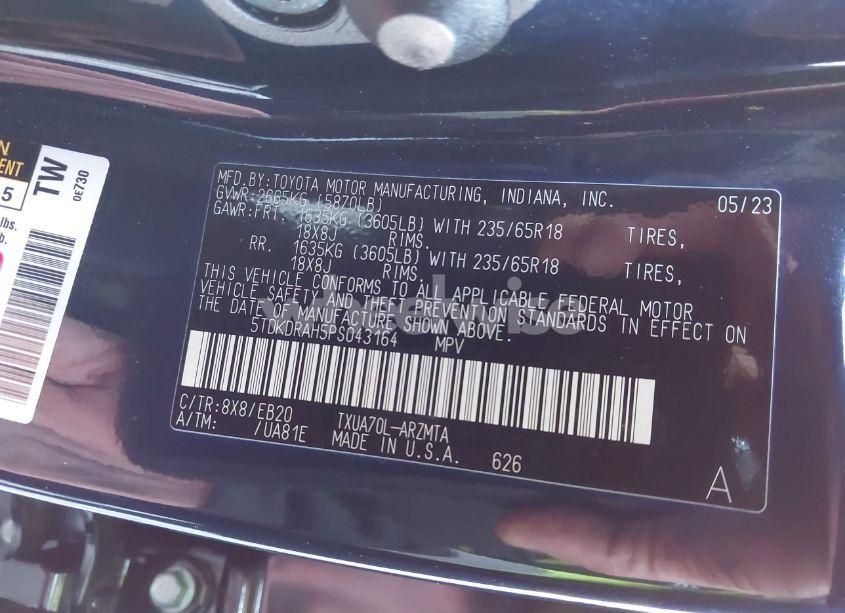 MFD.BY:TOYOTA MOTOR MANUFACTURING, INDIANA, INC. 05/23
GVWR-2665KG (5870LB)
GAWR:FRT- 1635KG (3605LB) WITH 235/65R18 TIRES,
18X8J RIMS.
RR. 1635KG (3605LB) WITH 235/65R18 TIRES,
18X8J RIMS.
THIS VEHICLE CONFORMS TO ALL APPLICABLE FEDERAL MOTOR
VEHICLE SAFETY AND THEFT PREVENTION STANDARDS IN EFFECT ON
THE DATE OF MANUFACTURE SHOWN ABOVE.
5TDKDRAH5PS043164 MPV
C/TR:8X8/EB20 TXUA70L-ARZMTA
A/TM: /UA81E MADE IN U.S.A. 626
A
5
TW
0E730
lbs.